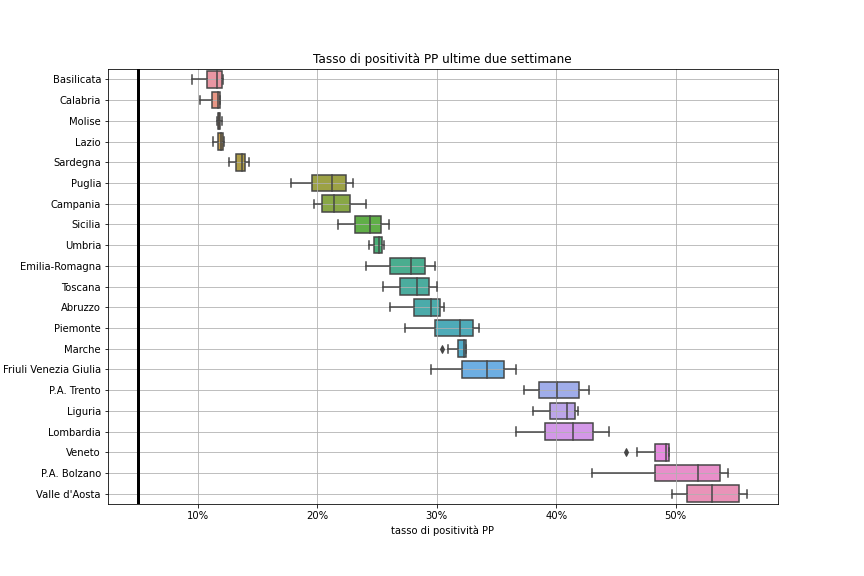 Tasso di positività PP ultime due settimane
Basilicata
Calabria
Molise
Lazio
Sardegna
Puglia
Campania
Sicilia
Umbria
Emilia-Romagna
Toscana
Abruzzo
Piemonte
Marche
Friuli Venezia Giulia
P.A. Trento
Liguria
Lombardia
Veneto
P.A. Bolzano
Valle d'Aosta
10% 20% 30% 40% 50%
tasso di positività PP